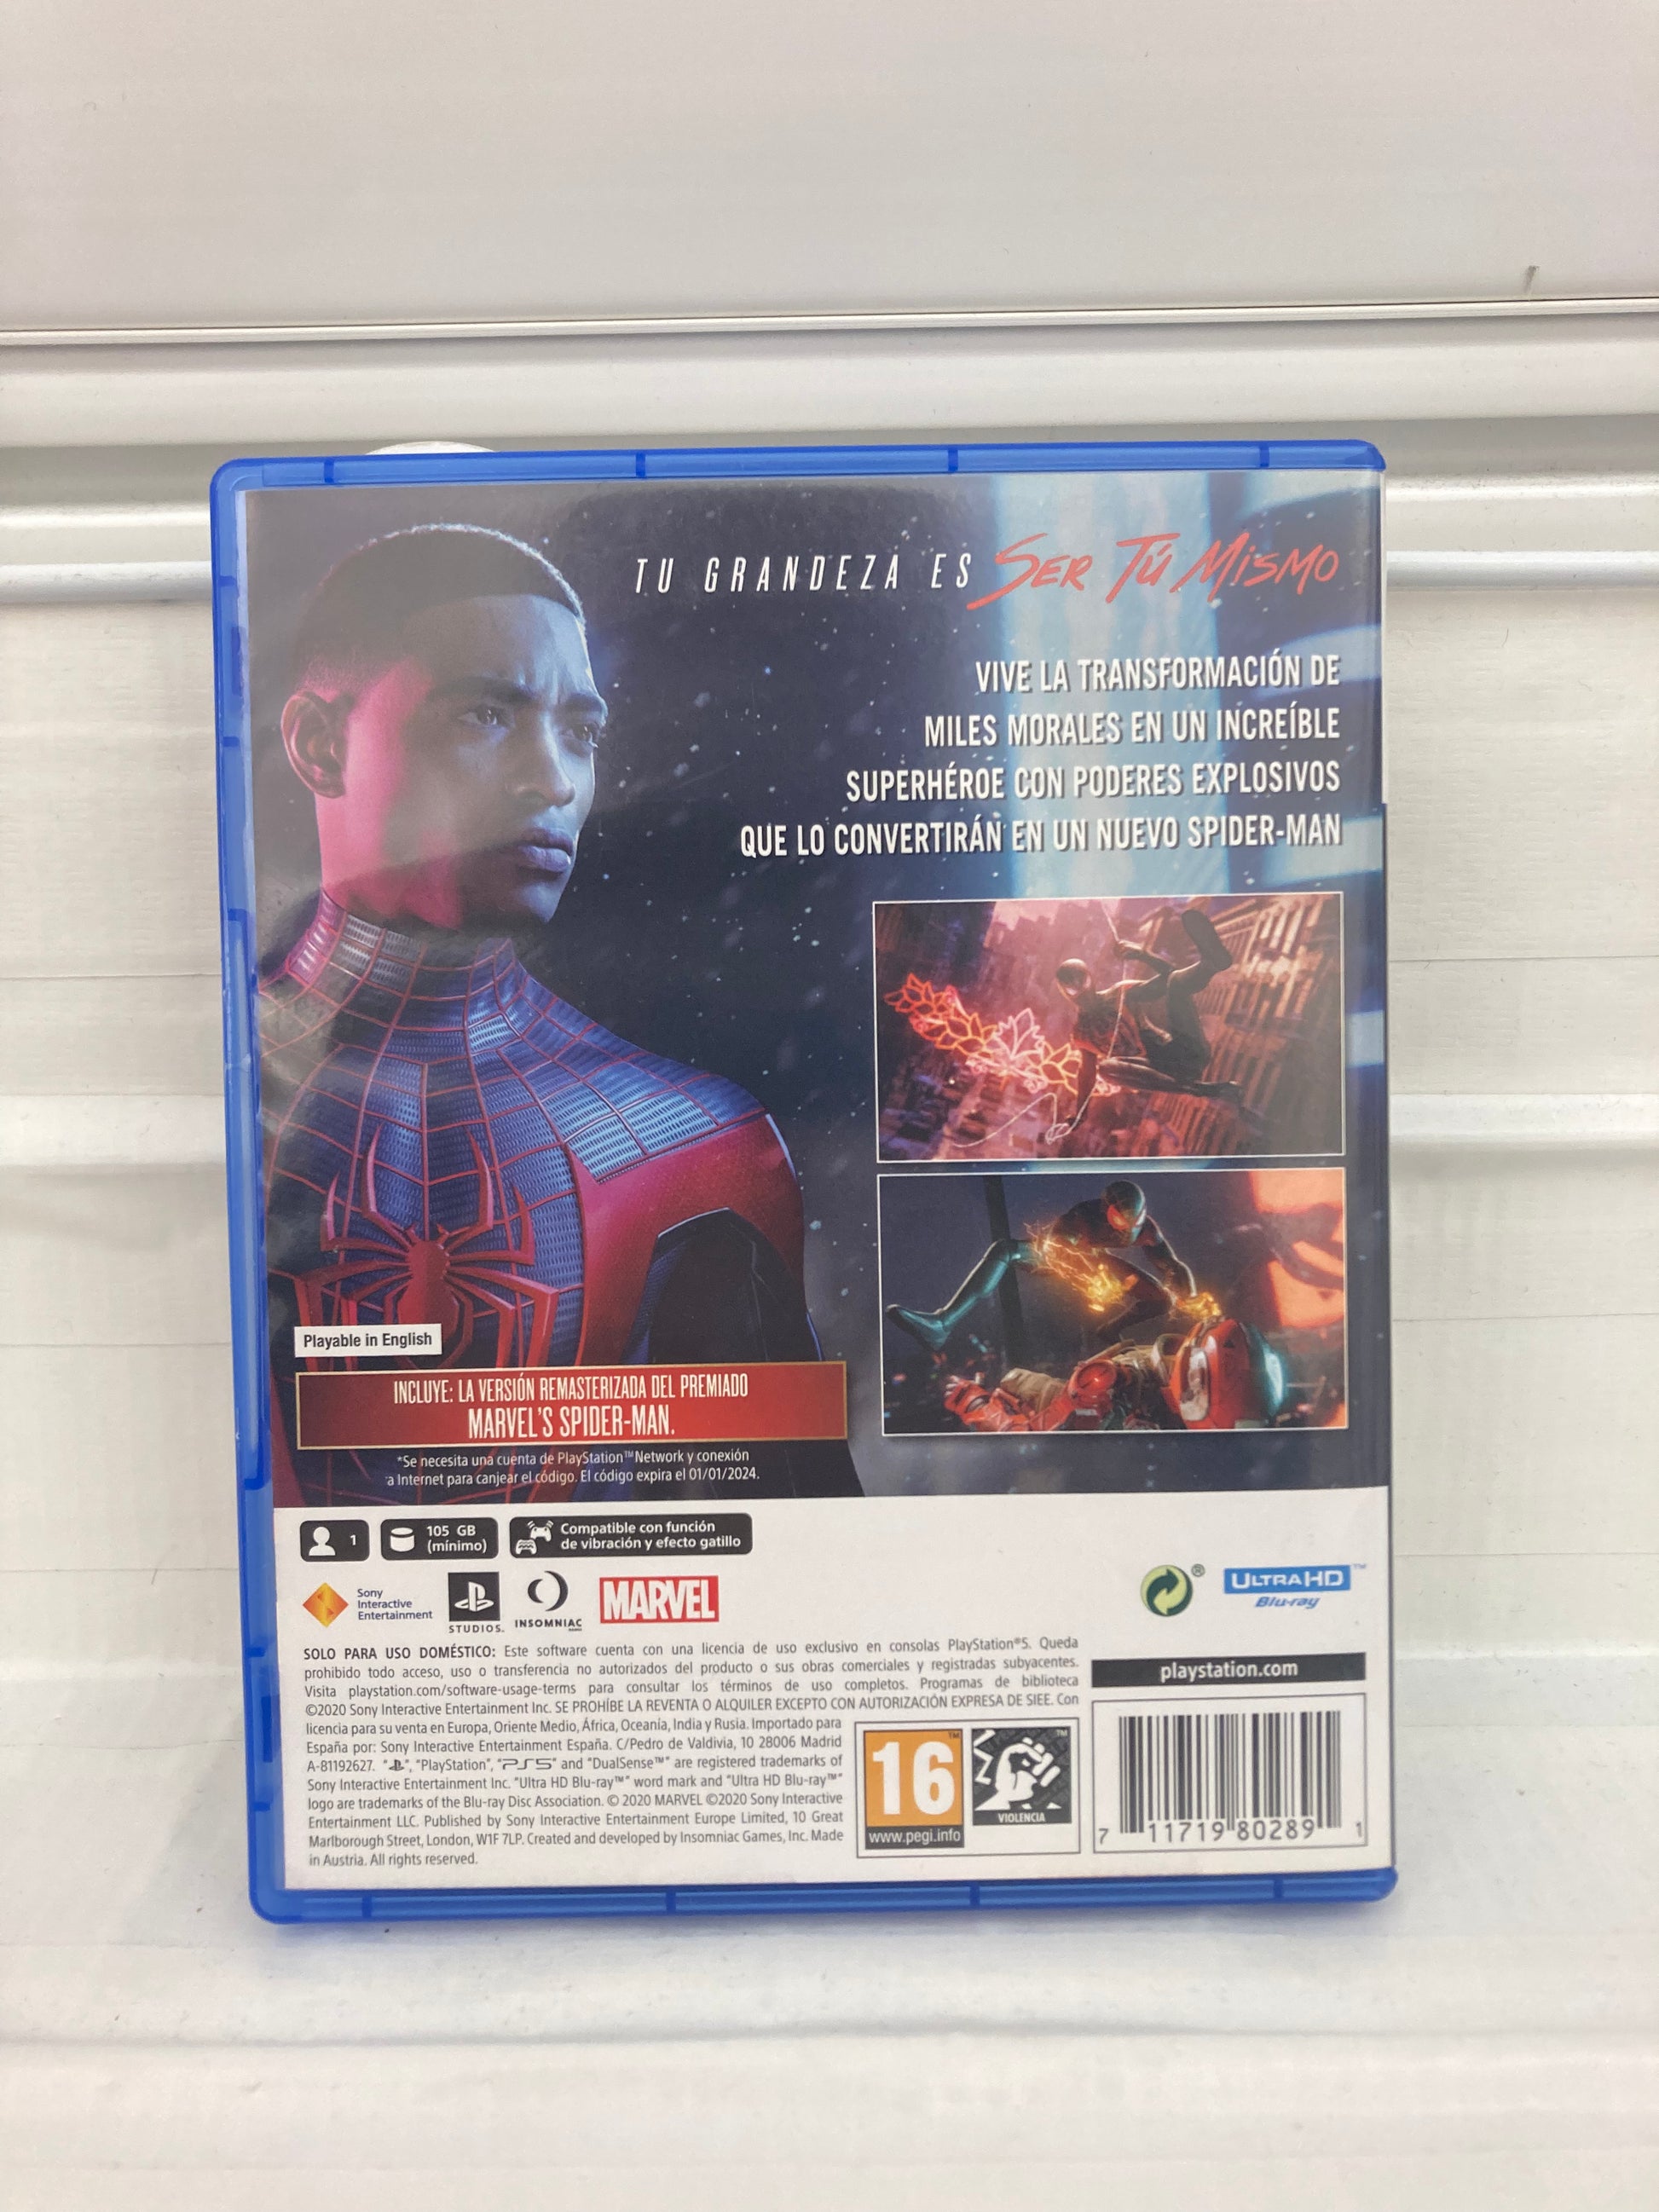 TU GRANDEZA ES SER TÚ MISMO
VIVE LA TRANSFORMACIÓN DE
MILES MORALES EN UN INCREÍBLE
SUPERHÉROE CON PODERES EXPLOSIVOS
QUE LO CONVERTIRÁN EN UN NUEVO SPIDER-MAN
Playable in English
INCLUYE: LA VERSIÓN REMASTERIZADA DEL PREMIADO
MARVEL'S SPIDER-MAN.
*Se necesita una cuenta de PlayStation™Network y conexión
a Internet para canjear el código. El código expira el 01/01/2024.
1
105 GB
(mínimo)
Compatible con función
de vibración y efecto gatillo
Sony
Interactive
Entertainment
STUDIOS.
INSOMNIAC
GAMES
MARVEL
®
ULTRA HD™
Blu-ray
SOLO PARA USO DOMÉSTICO: Este software cuenta con una licencia de uso exclusivo en consolas PlayStation®5. Queda
prohibido todo acceso, uso o transferencia no autorizados del producto o sus obras comerciales y registradas subyacentes.
Visita playstation.com/software-usage-terms para consultar los términos de uso completos. Programas de biblioteca
©2020 Sony Interactive Entertainment Inc. SE PROHÍBE LA REVENTA O ALQUILER EXCEPTO CON AUTORIZACIÓN EXPRESA DE SIEE. Con
licencia para su venta en Europa, Oriente Medio, África, Oceanía, India y Rusia. Importado para
España por: Sony Interactive Entertainment España. C/Pedro de Valdivia, 10 28006 Madrid
A-81192627. "PS", "PlayStation", "PS5" and "DualSense™" are registered trademarks of
Sony Interactive Entertainment Inc. "Ultra HD Blu-ray™" word mark and "Ultra HD Blu-ray™"
logo are trademarks of the Blu-ray Disc Association. © 2020 MARVEL ©2020 Sony Interactive
Entertainment LLC. Published by Sony Interactive Entertainment Europe Limited, 10 Great
Marlborough Street, London, W1F 7LP. Created and developed by Insomniac Games, Inc. Made
in Austria. All rights reserved.
16™
www.pegi.info
™
VIOLENCIA
playstation.com
7 11719 80289 1